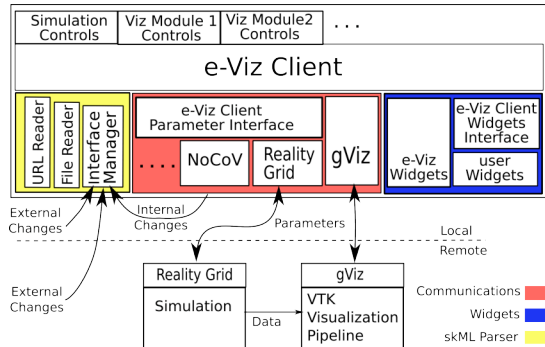 Simulation
Controls
Viz Module 1
Controls
Viz Module2
Controls
. . .
e-Viz Client
URL Reader
File Reader
Interface
Manager
e-Viz Client
Parameter Interface
. . . .
NoCoV
Reality
Grid
gViz
e-Viz
Widgets
e-Viz Client
Widgets
Interface
user
Widgets
External
Changes
Internal
Changes
Parameters
Local
Remote
External
Changes
Reality Grid
Simulation
Data
gViz
VTK
Visualization
Pipeline
Communications
Widgets
skML Parser